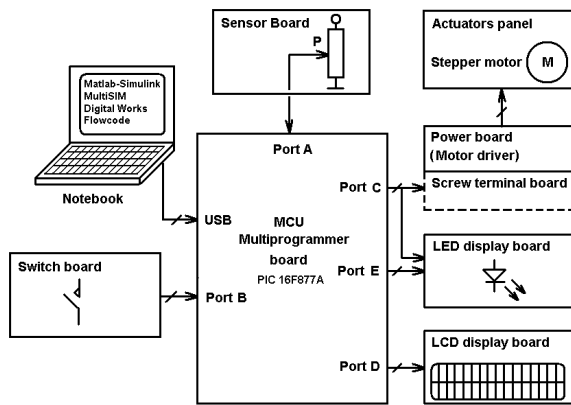 Sensor Board
P
Actuators panel
Stepper motor
M
Matlab-Simulink
MultiSIM
Digital Works
Flowcode
Notebook
Power board
(Motor driver)
Screw terminal board
Port A
Port C
USB
MCU
Multiprogrammer
board
PIC 16F877A
Port E
Port B
Port D
Switch board
LED display board
LCD display board